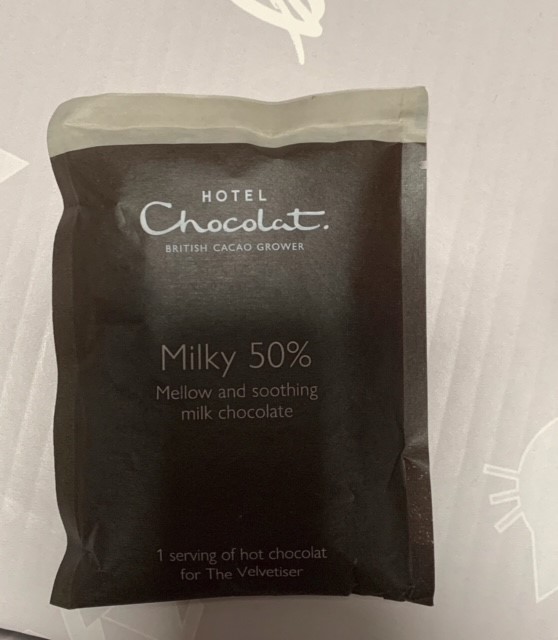 HOTEL
Chocolat.
BRITISH CACAO GROWER
Milky 50%
Mellow and soothing
milk chocolate
1 serving of hot chocolat
for The Velvetiser